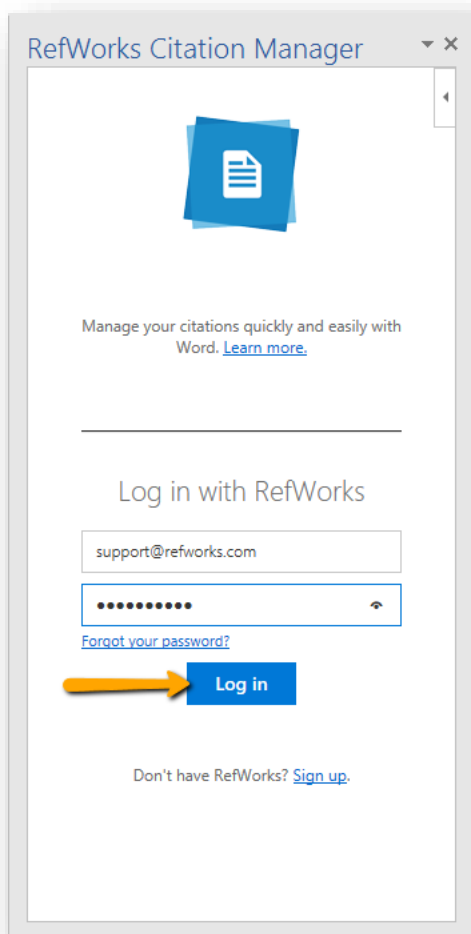 RefWorks Citation Manager
Manage your citations quickly and easily with
Word. Learn more.
Log in with RefWorks
support@refworks.com
••••••••••
Forgot your password?
Log in
Don't have RefWorks? Sign up.